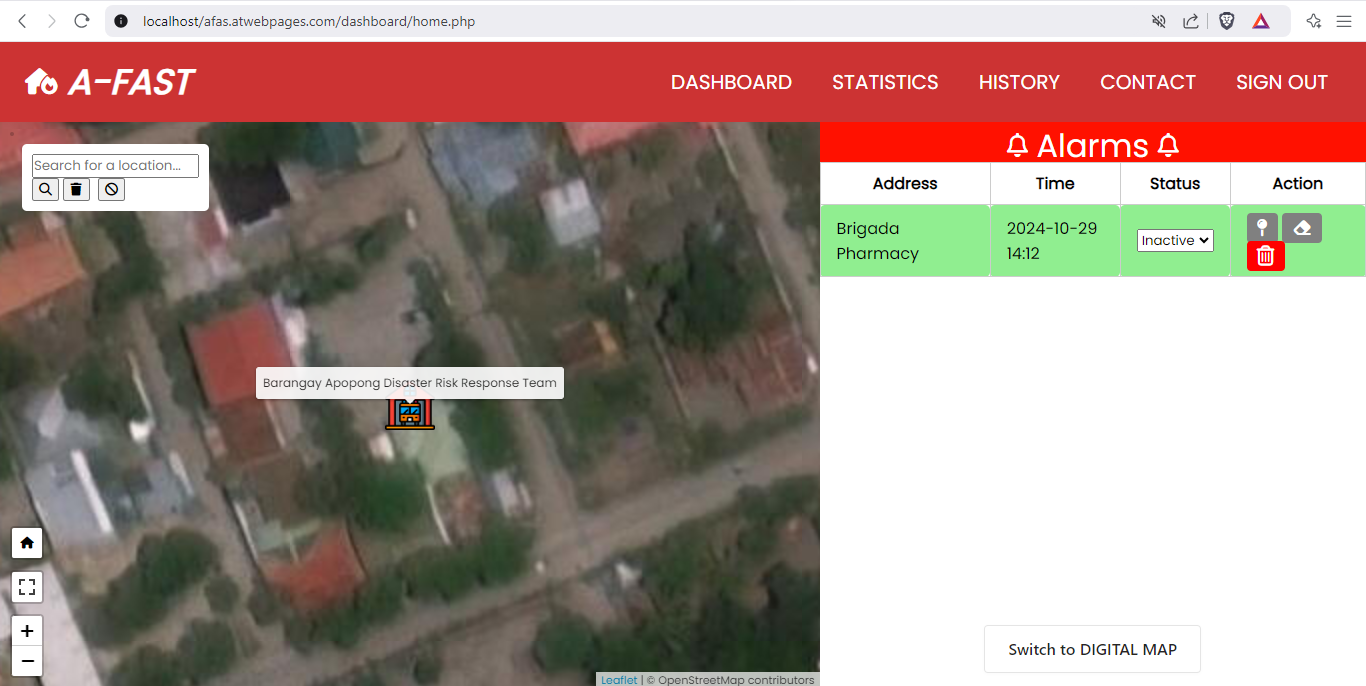 localhost/afas.atwebpages.com/dashboard/home.php
A-FAST
DASHBOARD
STATISTICS
HISTORY
CONTACT
SIGN OUT
Search for a location...
Barangay Apopong Disaster Risk Response Team
Leaflet | © OpenStreetMap contributors
Alarms
Address
Time
Status
Action
Brigada
Pharmacy
2024-10-29
14:12
Inactive
Switch to DIGITAL MAP